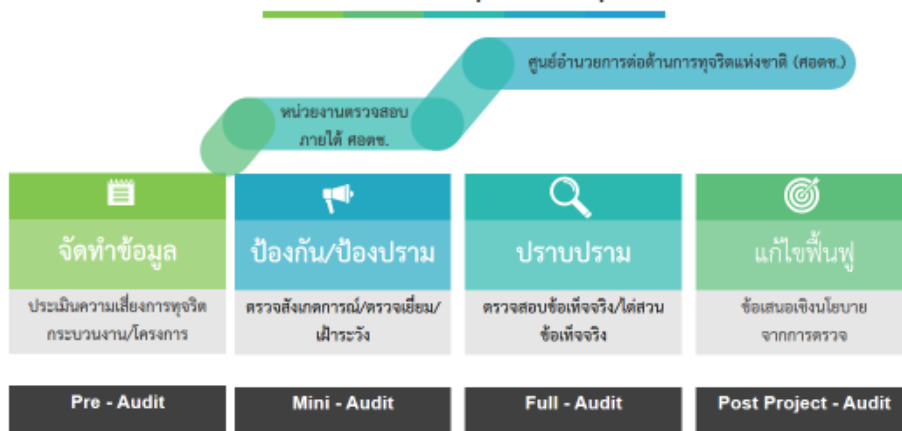 ศูนย์อำนวยการต่อต้านการทุจริตแห่งชาติ (ศอตช.)
หน่วยงานตรวจสอบ
ภายใต้ ศอตช.
จัดทำข้อมูล
ป้องกัน/ป้องปราม
ปราบปราม
แก้ไขฟื้นฟู
ประเมินความเสี่ยงการทุจริต
กระบวนงาน/โครงการ
ตรวจสังเกตการณ์/ตรวจเยี่ยม/
เฝ้าระวัง
ตรวจสอบข้อเท็จจริง/ไต่สวน
ข้อเท็จจริง
ข้อเสนอเชิงนโยบาย
จากการตรวจ
Pre - Audit
Mini - Audit
Full - Audit
Post Project - Audit